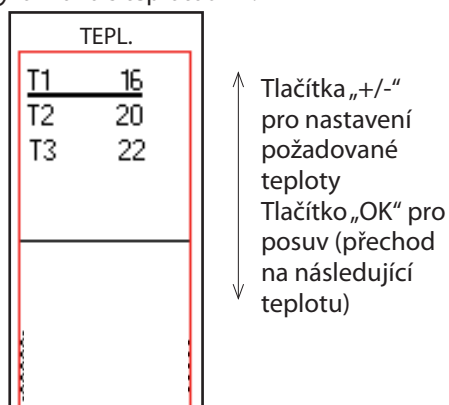 TEPL.
T1 16
T2 20
T3 22
Tlačítka „+/-“
pro nastavení
požadované
teploty
Tlačítko „OK“ pro
posuv (přechod
na následující
teplotu)